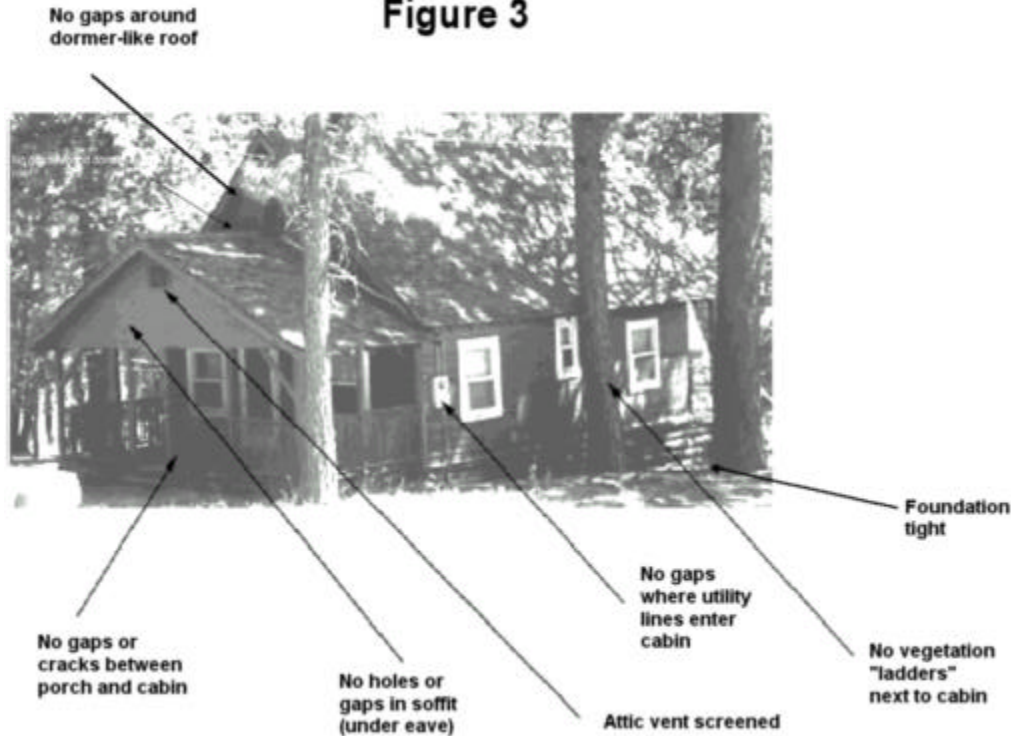 Figure 3
No gaps around
dormer-like roof
Foundation
tight
No gaps
where utility
lines enter
cabin
No vegetation
"ladders"
next to cabin
No gaps or
cracks between
porch and cabin
No holes or
gaps in soffit
(under eave)
Attic vent screened